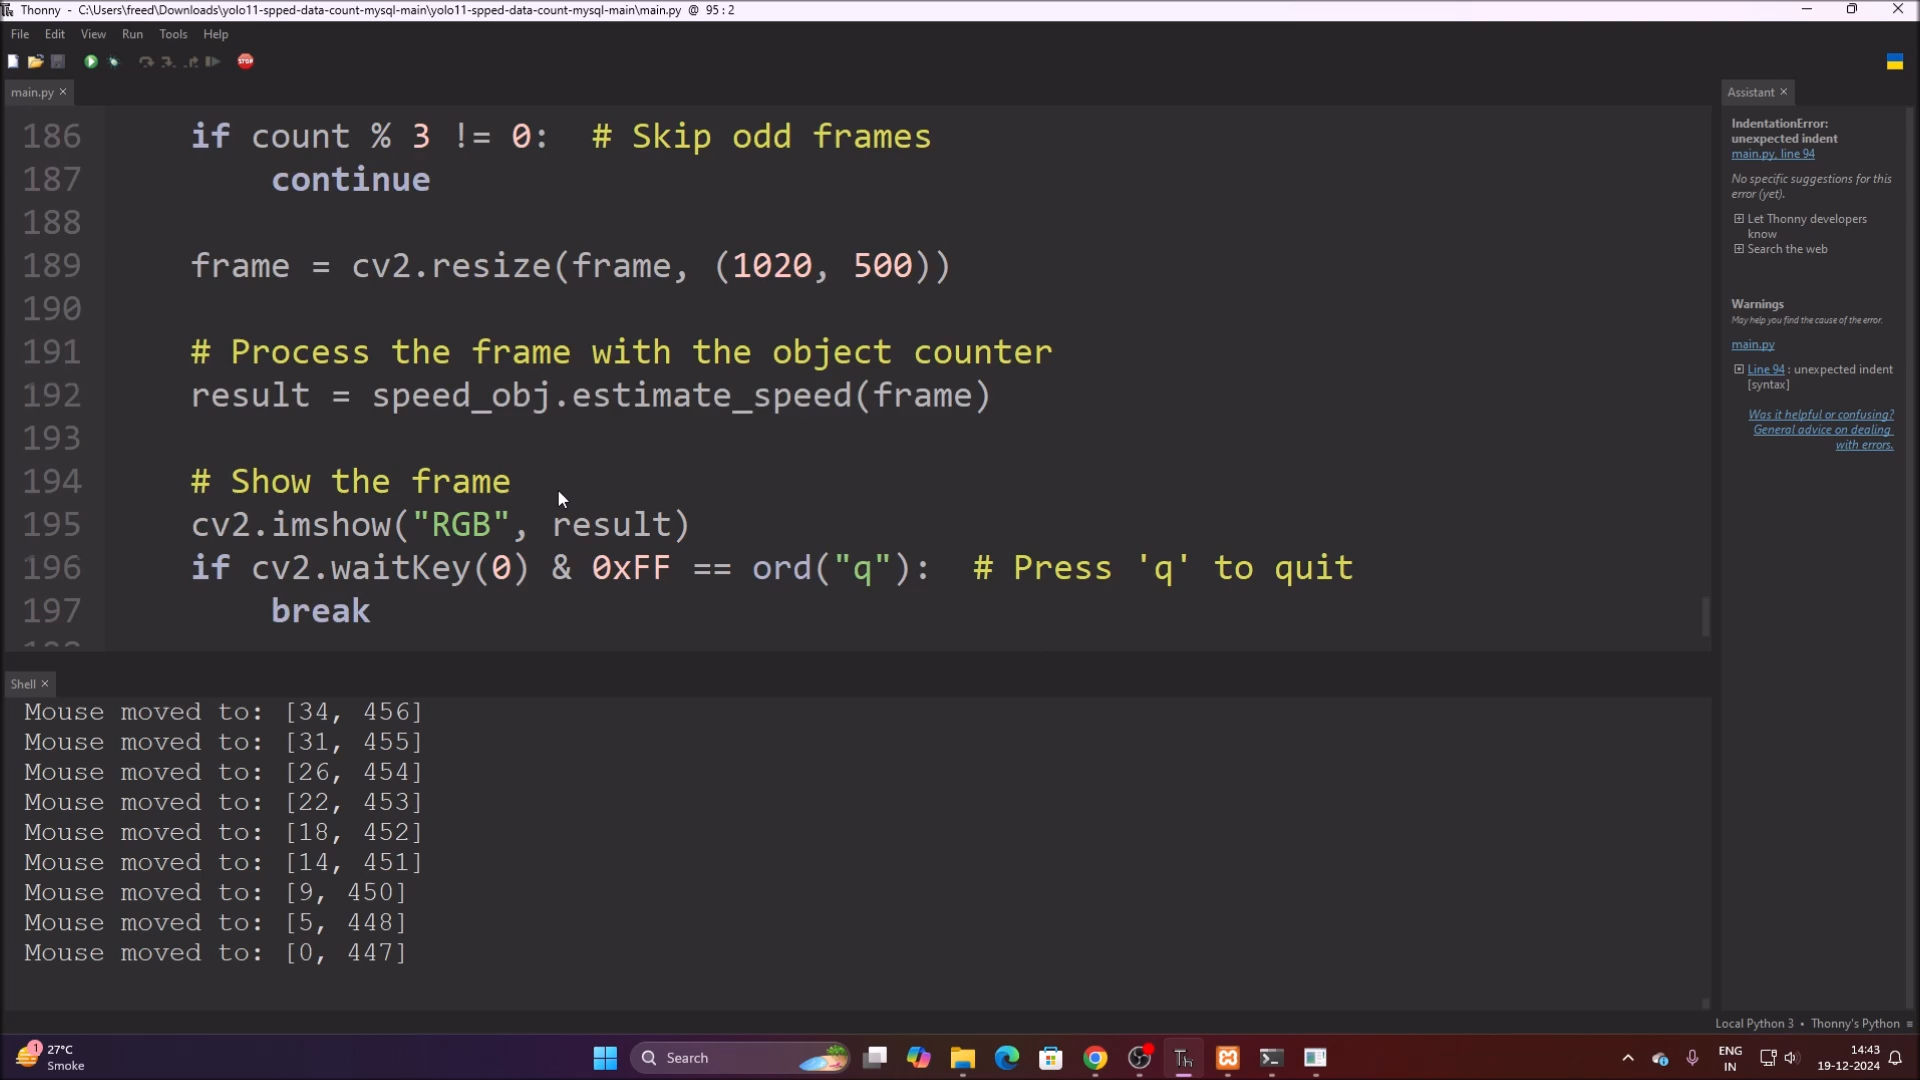 Thonny - C:\Users\freed\Downloads\yolo11-spped-data-count-mysql-main\yolo11-spped-data-count-mysql-main\main.py @ 95 : 2
File Edit View Run Tools Help
main.py ×
Assistant ×
186 if count % 3 != 0: # Skip odd frames
187 continue
188
189 frame = cv2.resize(frame, (1020, 500))
190
191 # Process the frame with the object counter
192 result = speed_obj.estimate_speed(frame)
193
194 # Show the frame
195 cv2.imshow("RGB", result)
196 if cv2.waitKey(0) & 0xFF == ord("q"): # Press 'q' to quit
197 break
IndentationError:
unexpected indent
main.py, line 94
No specific suggestions for this
error (yet).
Let Thonny developers
know
Search the web
Warnings
May help you find the cause of the error.
main.py
Line 94 : unexpected indent
[syntax]
Was it helpful or confusing?
General advice on dealing
with errors.
Shell ×
Mouse moved to: [34, 456]
Mouse moved to: [31, 455]
Mouse moved to: [26, 454]
Mouse moved to: [22, 453]
Mouse moved to: [18, 452]
Mouse moved to: [14, 451]
Mouse moved to: [9, 450]
Mouse moved to: [5, 448]
Mouse moved to: [0, 447]
Local Python 3 • Thonny's Python ≡
1
27°C
Smoke
Search
Th
ENG
IN
14:43
19-12-2024